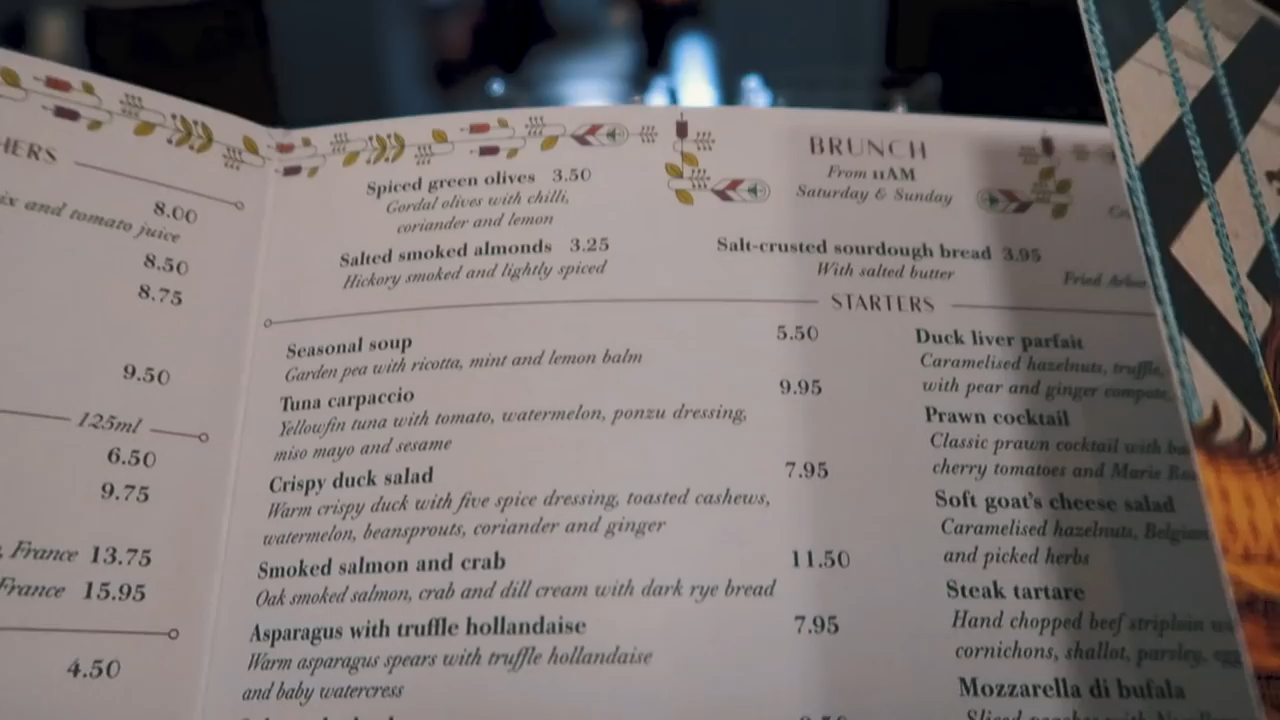 8.00
and tomato juice
8.50
8.75
9.50
125ml
6.50
9.75
France 13.75
France 15.95
4.50
Spiced green olives 3.50
Gordal olives with chilli,
coriander and lemon
Salted smoked almonds 3.25
Hickory smoked and lightly spiced
BRUNCH
From 11AM
Saturday & Sunday
Salt-crusted sourdough bread 3.95
With salted butter
Fried
STARTERS
Seasonal soup 5.50
Garden pea with ricotta, mint and lemon balm
Tuna carpaccio 9.95
Yellowfin tuna with tomato, watermelon, ponzu dressing,
miso mayo and sesame
Crispy duck salad 7.95
Warm crispy duck with five spice dressing, toasted cashews,
watermelon, beansprouts, coriander and ginger
Smoked salmon and crab 11.50
Oak smoked salmon, crab and dill cream with dark rye bread
Asparagus with truffle hollandaise 7.95
Warm asparagus spears with truffle hollandaise
and baby watercress
Duck liver parfait
Caramelised hazelnuts, truffle,
with pear and ginger compote,
Prawn cocktail
Classic prawn cocktail with
cherry tomatoes and Marie
Soft goat's cheese salad
Caramelised hazelnuts, Belgian
and picked herbs
Steak tartare
Hand chopped beef striploin
cornichons, shallot, parsley, egg
Mozzarella di bufala